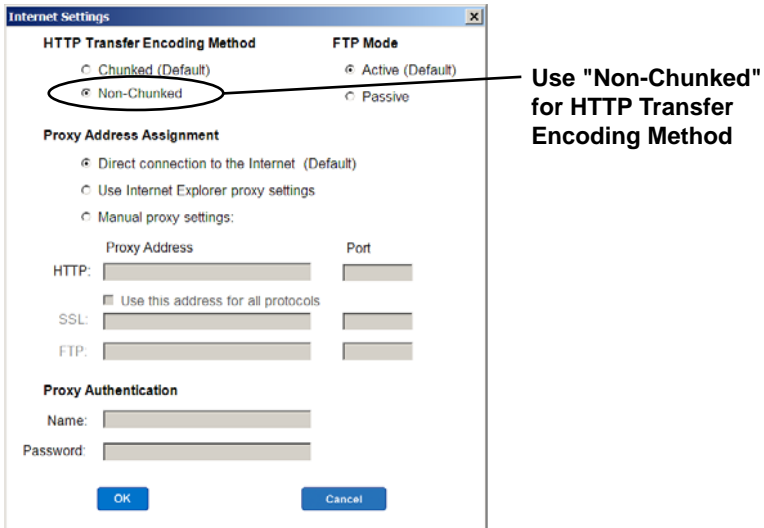 Internet Settings
HTTP Transfer Encoding Method
FTP Mode
Chunked (Default)
Active (Default)
Non-Chunked
Passive
Use "Non-Chunked"
for HTTP Transfer
Encoding Method
Proxy Address Assignment
Direct connection to the Internet (Default)
Use Internet Explorer proxy settings
Manual proxy settings:
Proxy Address
Port
HTTP:
Use this address for all protocols
SSL:
FTP:
Proxy Authentication
Name:
Password:
OK
Cancel